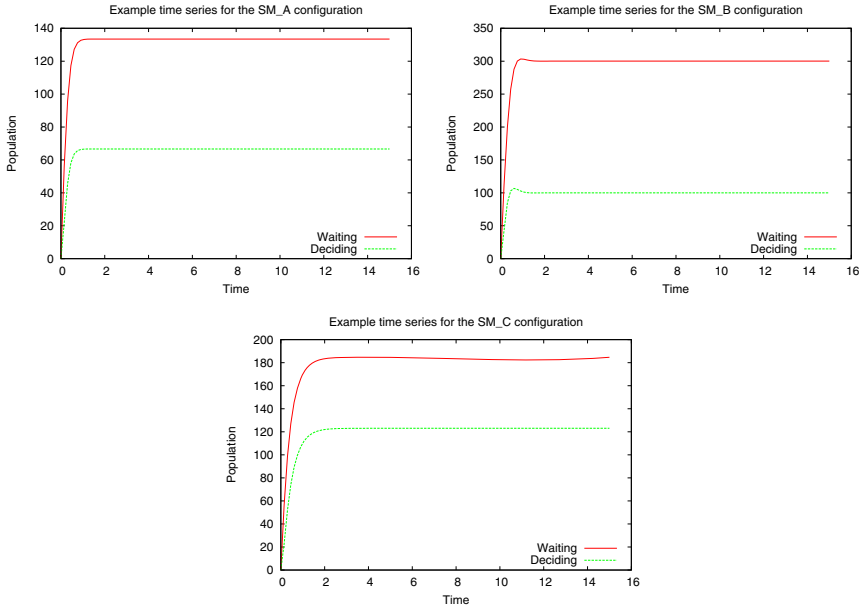 Example time series for the SM_A configuration
140
120
100
80
60
40
20
0
Population
Waiting
Deciding
0 2 4 6 8 10 12 14 16
Time
Example time series for the SM_B configuration
350
300
250
200
150
100
50
0
Population
Waiting
Deciding
0 2 4 6 8 10 12 14 16
Time
Example time series for the SM_C configuration
200
180
160
140
120
100
80
60
40
20
0
Population
Waiting
Deciding
0 2 4 6 8 10 12 14 16
Time